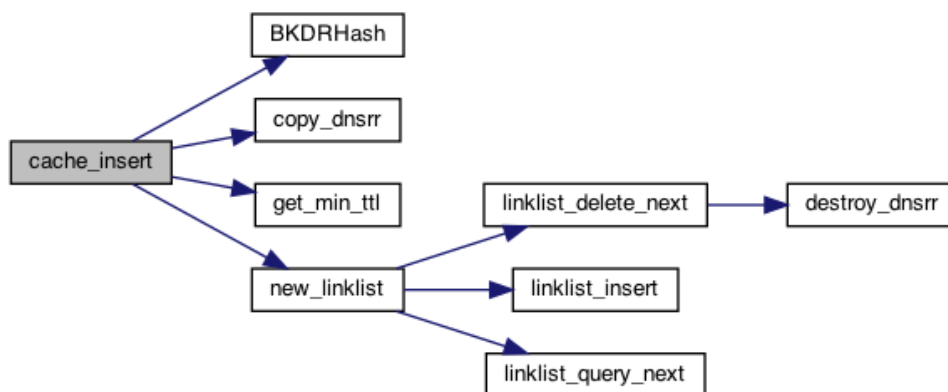 BKDRHash
copy_dnsrr
cache_insert
get_min_ttl
linklist_delete_next
destroy_dnsrr
new_linklist
linklist_insert
linklist_query_next